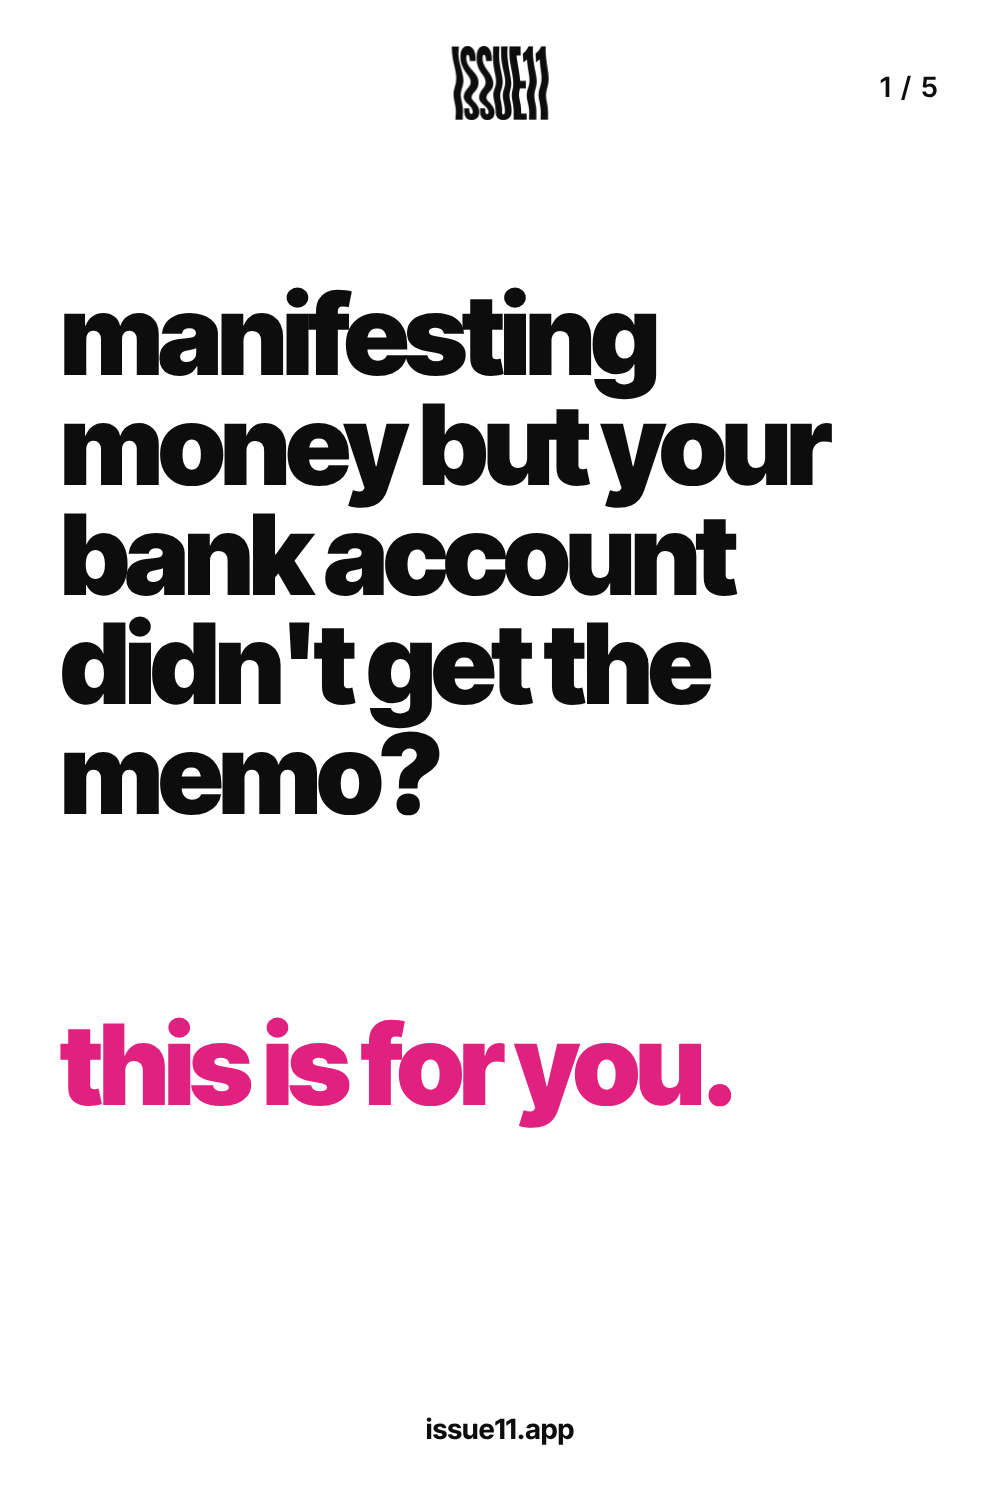 ISSUE11
1 / 5
manifesting
money but your
bank account
didn't get the
memo?
this is for you.
issue11.app